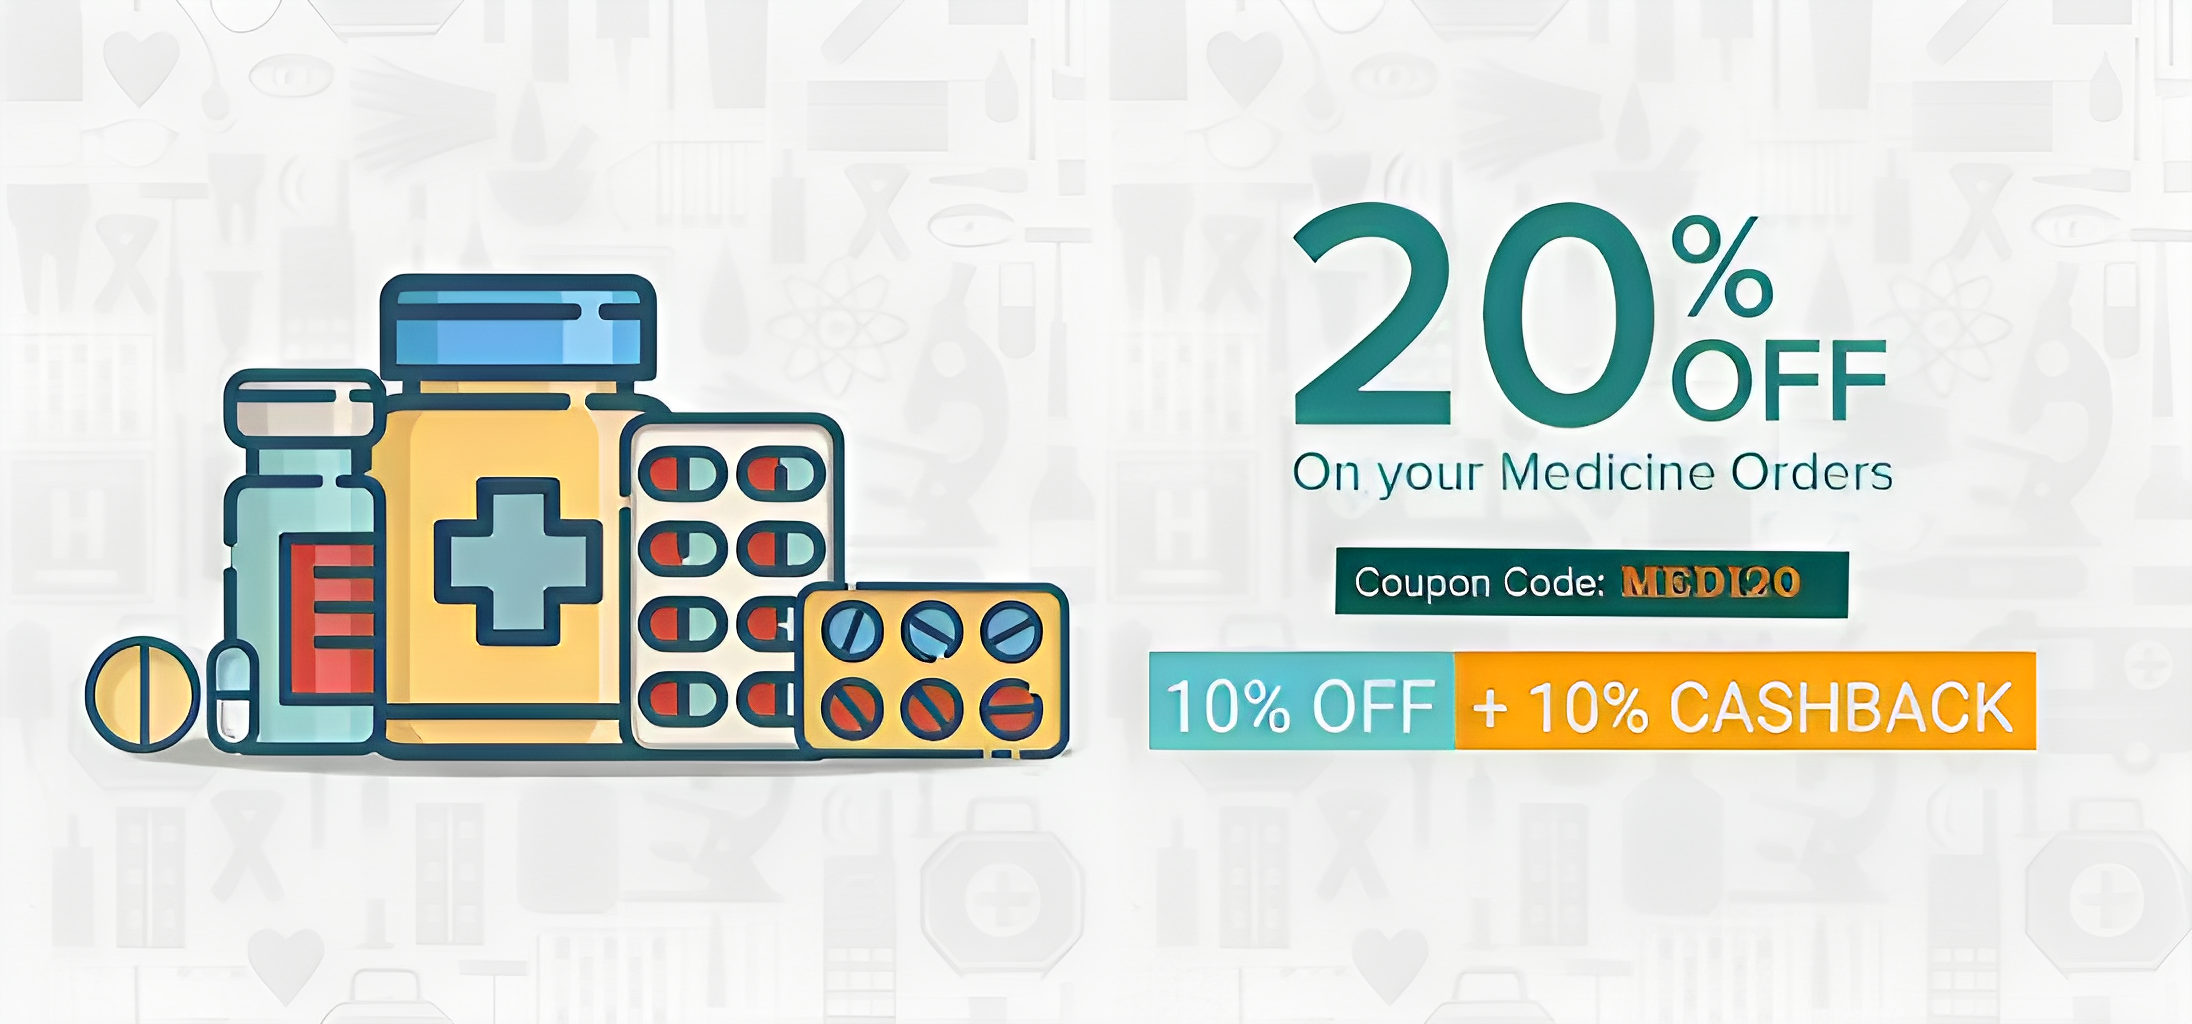 20%
OFF
On your Medicine Orders
Coupon Code: MEDI20
10% OFF + 10% CASHBACK